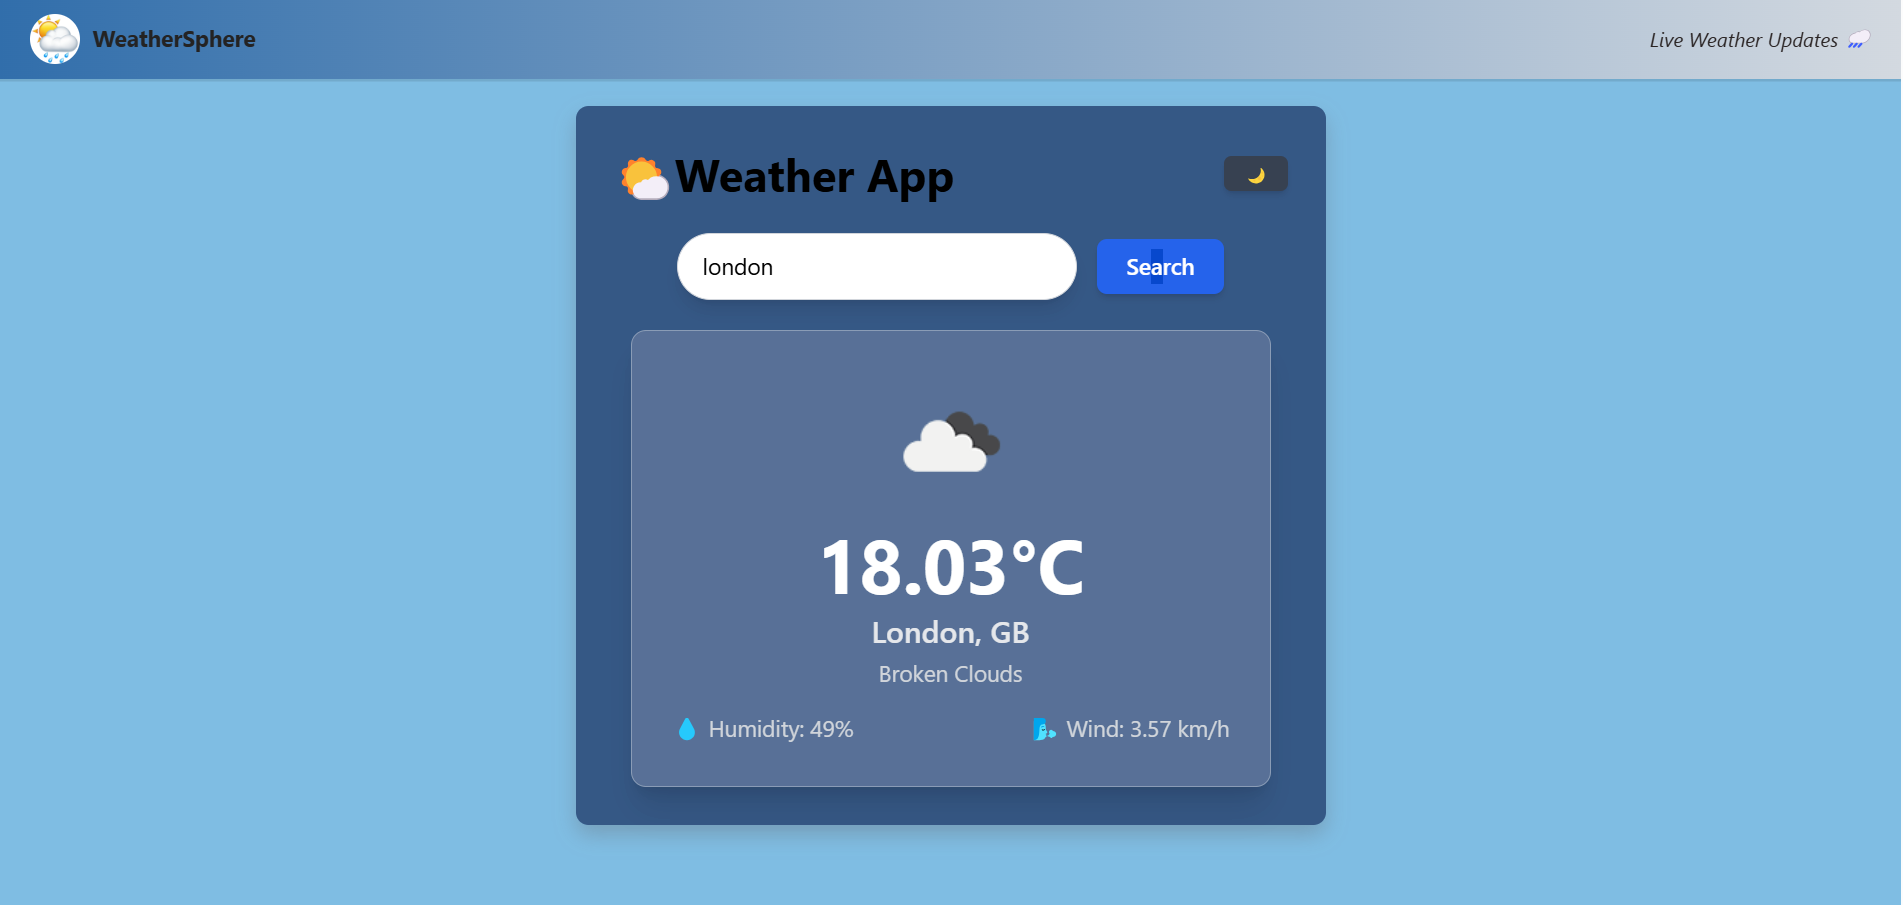 WeatherSphere
Live Weather Updates
Weather App
london
Search
18.03°C
London, GB
Broken Clouds
Humidity: 49%
Wind: 3.57 km/h